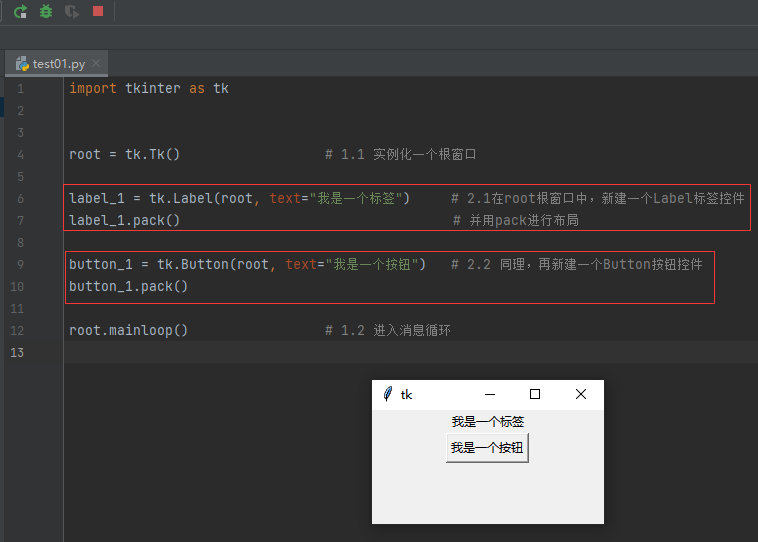 test01.py
1 import tkinter as tk
2
3
4 root = tk.Tk() # 1.1 实例化一个根窗口
5
6 label_1 = tk.Label(root, text="我是一个标签") # 2.1在root根窗口中，新建一个Label标签控件
7 label_1.pack() # 并用pack进行布局
8
9 button_1 = tk.Button(root, text="我是一个按钮") # 2.2 同理，再新建一个Button按钮控件
10 button_1.pack()
11
12 root.mainloop() # 1.2 进入消息循环
13
tk
我是一个标签
我是一个按钮